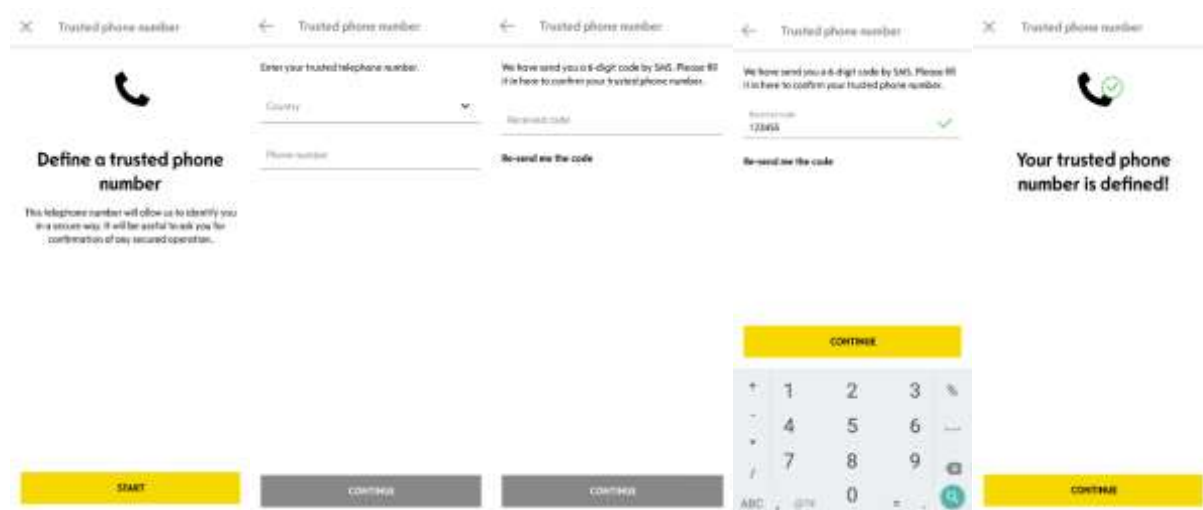 Trusted phone number
Define a trusted phone
number
This telephone number will allow us to identify you
in a secure way. It will be useful to ask you for
confirmation of any secured operation.
START
Trusted phone number
Enter your trusted telephone number.
Country
Phone number
CONTINUE
Trusted phone number
We have send you a 6-digit code by SMS. Please fill
it in here to confirm your trusted phone number.
Received code
Re-send me the code
CONTINUE
Trusted phone number
We have send you a 6-digit code by SMS. Please fill
it in here to confirm your trusted phone number.
Received code
123455
Re-send me the code
CONTINUE
+ 1 2 3 %
- 4 5 6
* 7 8 9
/
ABC , 0 = .
Trusted phone number
Your trusted phone
number is defined!
CONTINUE